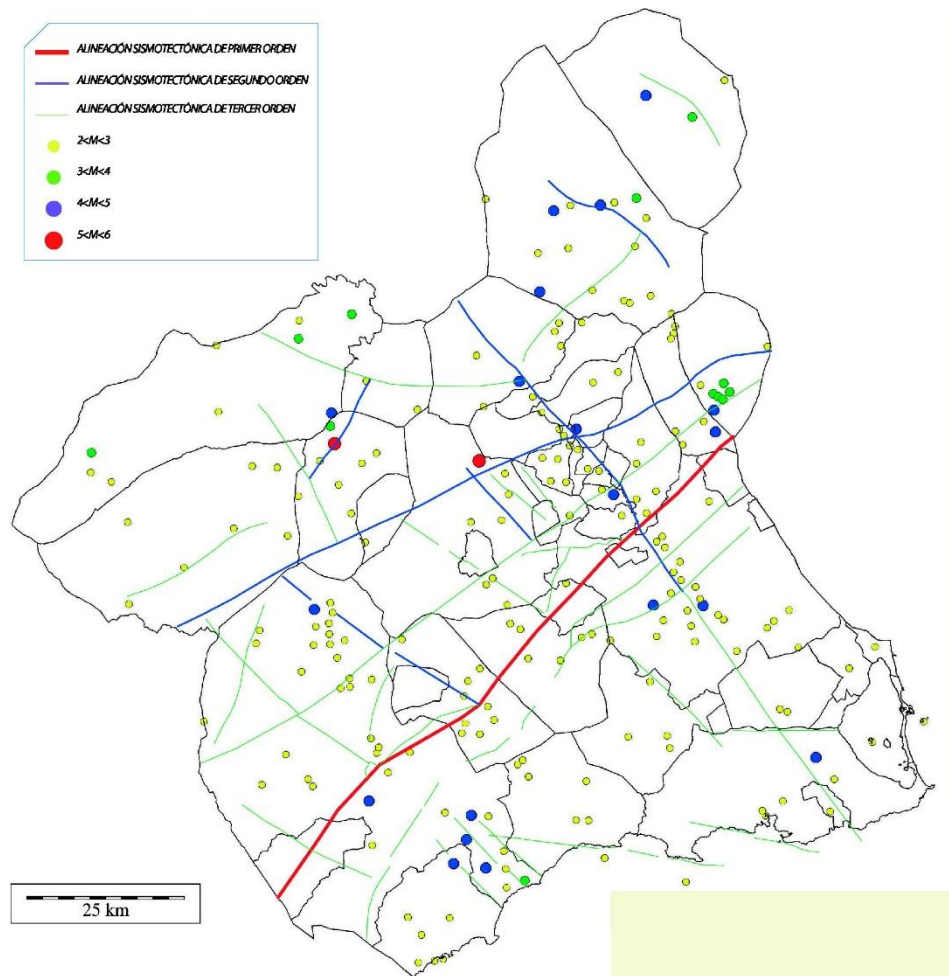 ALINEACIÓN SISMOTECTÓNICA DE PRIMER ORDEN
ALINEACIÓN SISMOTECTÓNICA DE SEGUNDO ORDEN
ALINEACIÓN SISMOTECTÓNICA DE TERCER ORDEN
2<M<3
3<M<4
4<M<5
5<M<6
25 km